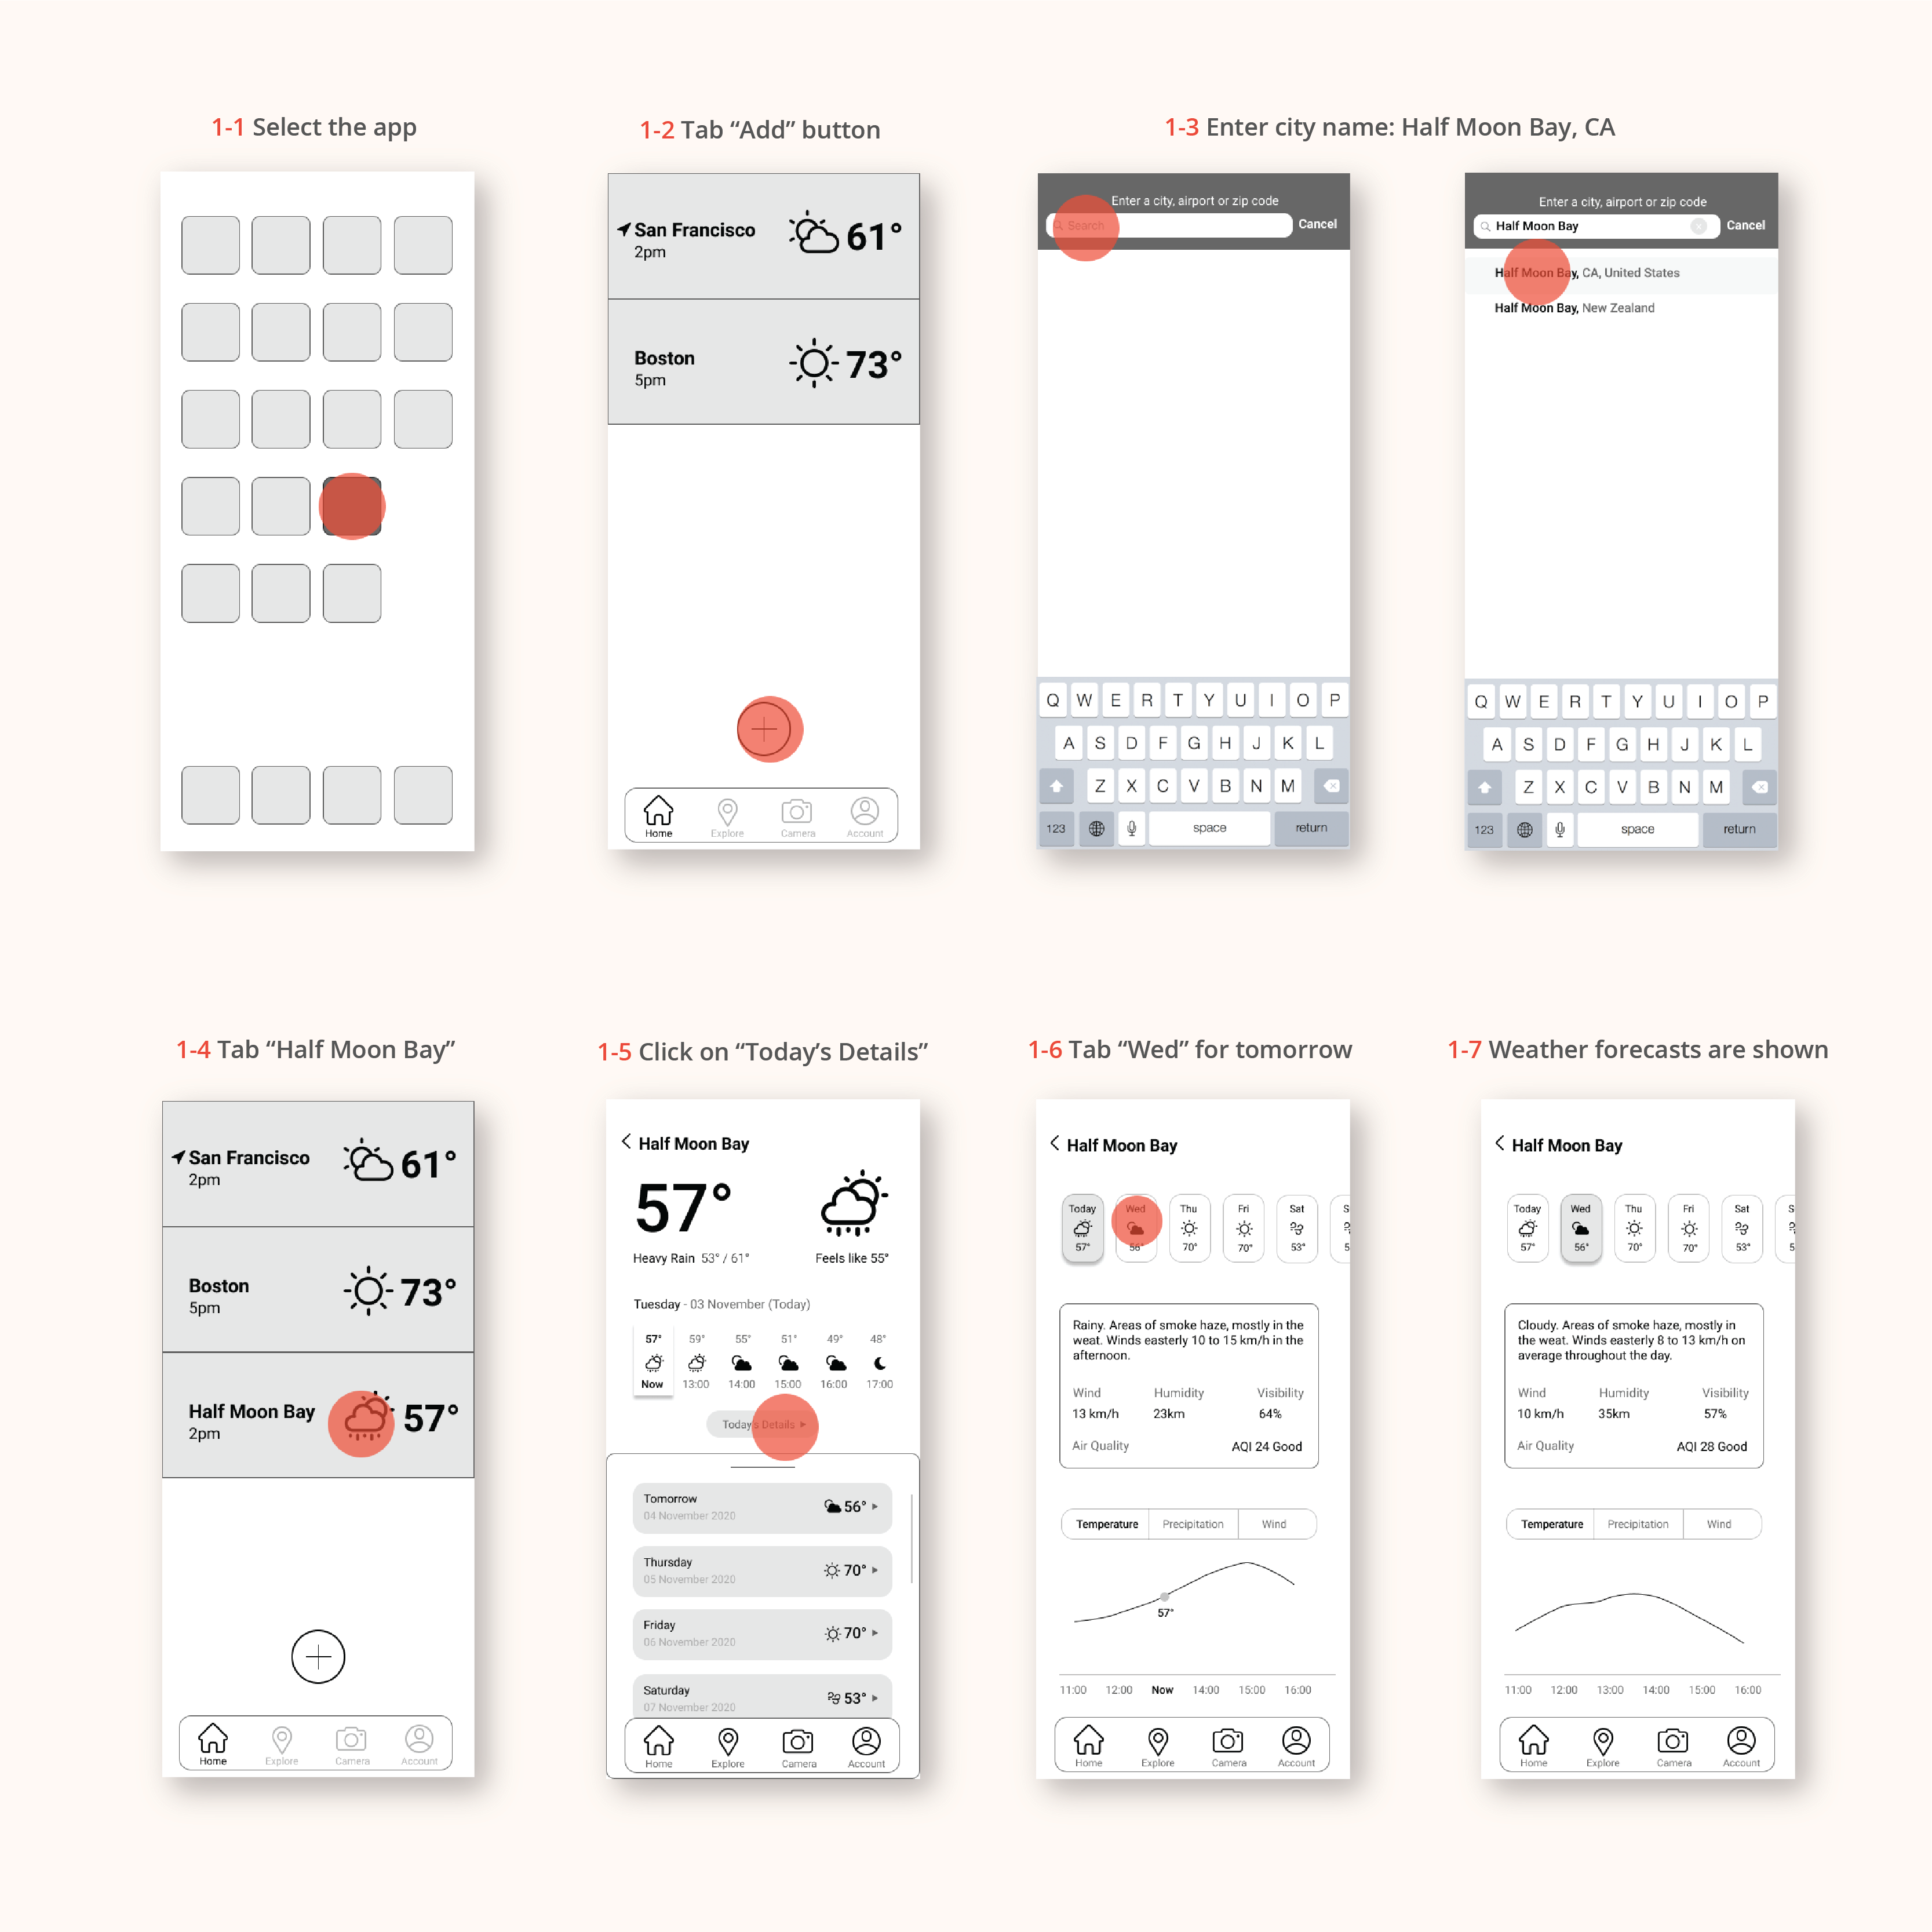 1-1 Select the app
1-2 Tab “Add” button
San Francisco
2pm
61°
Boston
5pm
73°
Home
Explore
Camera
Account
1-3 Enter city name: Half Moon Bay, CA
Enter a city, airport or zip code
Search
Cancel
Q W E R T Y U I O P
A S D F G H J K L
Z X C V B N M
123
space
return
Enter a city, airport or zip code
Half Moon Bay
Cancel
Half Moon Bay, CA, United States
Half Moon Bay, New Zealand
Q W E R T Y U I O P
A S D F G H J K L
Z X C V B N M
123
space
return
1-4 Tab “Half Moon Bay”
San Francisco
2pm
61°
Boston
5pm
73°
Half Moon Bay
2pm
57°
Home
Explore
Camera
Account
1-5 Click on “Today’s Details”
Half Moon Bay
57°
Heavy Rain 53° / 61°
Feels like 55°
Tuesday - 03 November (Today)
57° 59° 55° 51° 49° 48°
Now 13:00 14:00 15:00 16:00 17:00
Today's Details
Tomorrow
04 November 2020
56°
Thursday
05 November 2020
70°
Friday
06 November 2020
70°
Saturday
07 November 2020
53°
Home
Explore
Camera
Account
1-6 Tab “Wed” for tomorrow
Half Moon Bay
Today Wed Thu Fri Sat S
57° 56° 70° 70° 53° 5
Rainy. Areas of smoke haze, mostly in the
weat. Winds easterly 10 to 15 km/h in the
afternoon.
Wind Humidity Visibility
13 km/h 23km 64%
Air Quality AQI 24 Good
Temperature Precipitation Wind
57°
11:00 12:00 Now 14:00 15:00 16:00
Home
Explore
Camera
Account
1-7 Weather forecasts are shown
Half Moon Bay
Today Wed Thu Fri Sat S
57° 56° 70° 70° 53° 5
Cloudy. Areas of smoke haze, mostly in
the weat. Winds easterly 8 to 13 km/h on
average throughout the day.
Wind Humidity Visibility
10 km/h 35km 57%
Air Quality AQI 28 Good
Temperature Precipitation Wind
11:00 12:00 13:00 14:00 15:00 16:00
Home
Explore
Camera
Account